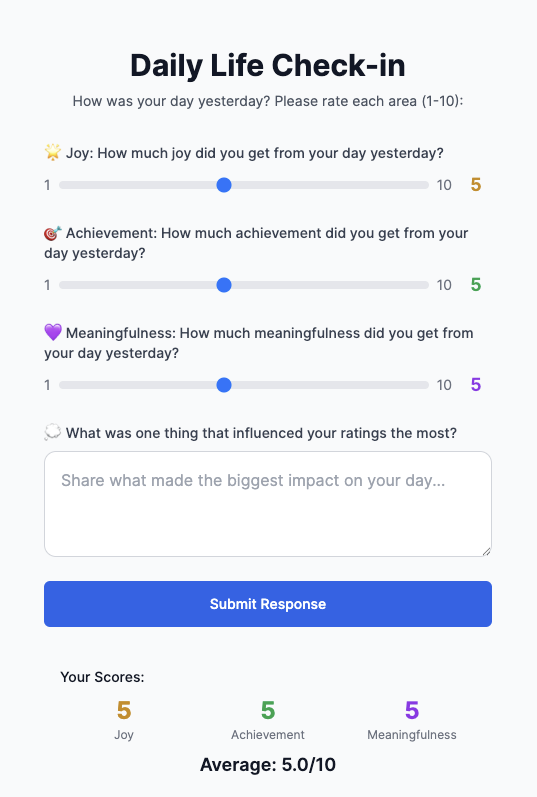 Daily Life Check-in
How was your day yesterday? Please rate each area (1-10):
🌟 Joy: How much joy did you get from your day yesterday?
1 10 5
🎯 Achievement: How much achievement did you get from your
day yesterday?
1 10 5
💜 Meaningfulness: How much meaningfulness did you get from
your day yesterday?
1 10 5
💭 What was one thing that influenced your ratings the most?
Share what made the biggest impact on your day...
Submit Response
Your Scores:
5 5 5
Joy Achievement Meaningfulness
Average: 5.0/10